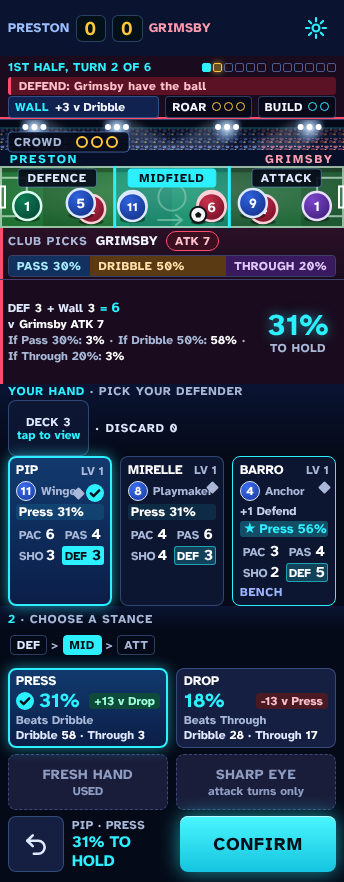 PRESTON 0 0 GRIMSBY
1ST HALF, TURN 2 OF 6
DEFEND: Grimsby have the ball
WALL +3 v Dribble
ROAR
BUILD
CROWD
PRESTON GRIMSBY
DEFENCE MIDFIELD ATTACK
1 5 11 6 9 1
CLUB PICKS GRIMSBY ATK 7
PASS 30% DRIBBLE 50% THROUGH 20%
DEF 3 + Wall 3 = 6
v Grimsby ATK 7
If Pass 30%: 3% · If Dribble 50%: 58% ·
If Through 20%: 3%
31%
TO HOLD
YOUR HAND · PICK YOUR DEFENDER
DECK 3
tap to view
· DISCARD 0
PIP LV 1
11 Winge
Press 31%
PAC 6 PAS 4
SHO 3 DEF 3
MIRELLE LV 1
8 Playmaker
Press 31%
PAC 4 PAS 6
SHO 4 DEF 3
BARRO LV 1
4 Anchor
+1 Defend
★ Press 56%
PAC 3 PAS 4
SHO 2 DEF 5
BENCH
2 · CHOOSE A STANCE
DEF > MID > ATT
PRESS
31% +13 v Drop
Beats Dribble
Dribble 58 · Through 3
DROP
18% -13 v Press
Beats Through
Dribble 28 · Through 17
FRESH HAND
USED
SHARP EYE
attack turns only
PIP · PRESS
31% TO
HOLD
CONFIRM